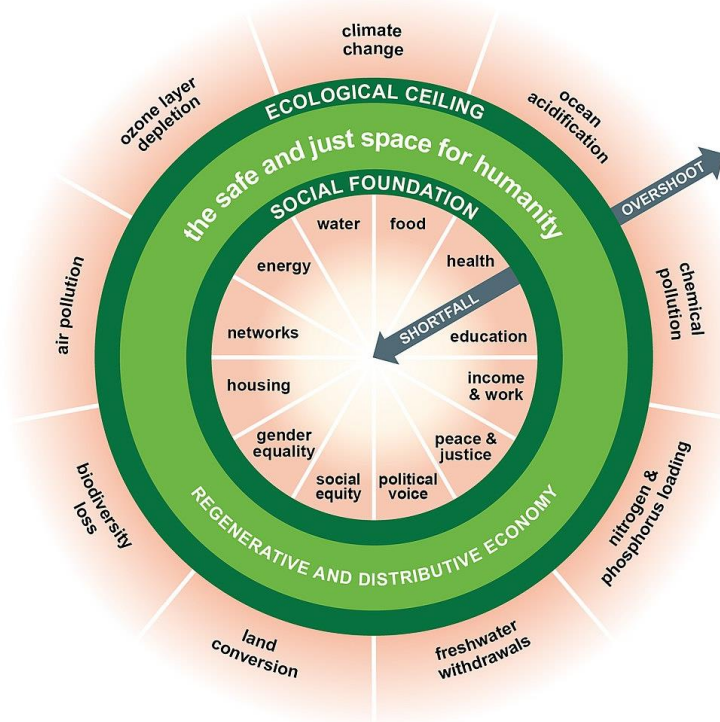 climate
change
ocean
acidification
chemical
pollution
nitrogen &
phosphorus loading
freshwater
withdrawals
land
conversion
biodiversity
loss
air pollution
ozone layer
depletion
ECOLOGICAL CEILING
the safe and just space for humanity
SOCIAL FOUNDATION
OVERSHOOT
SHORTFALL
water
food
health
education
income
& work
peace &
justice
political
voice
social
equity
gender
equality
housing
networks
energy
REGENERATIVE AND DISTRIBUTIVE ECONOMY